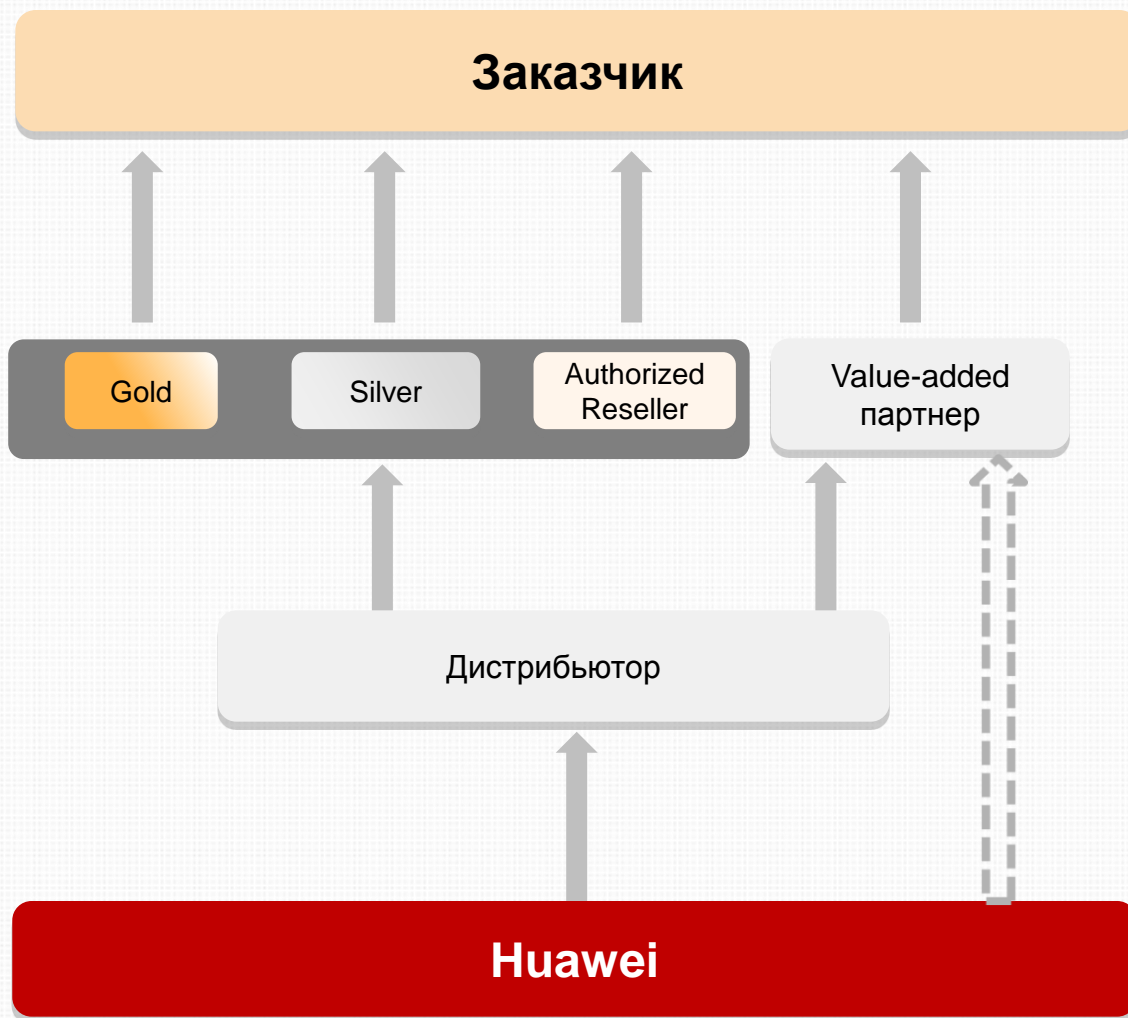 Заказчик
Gold
Silver
Authorized
Reseller
Value-added
партнер
Дистрибьютор
Huawei